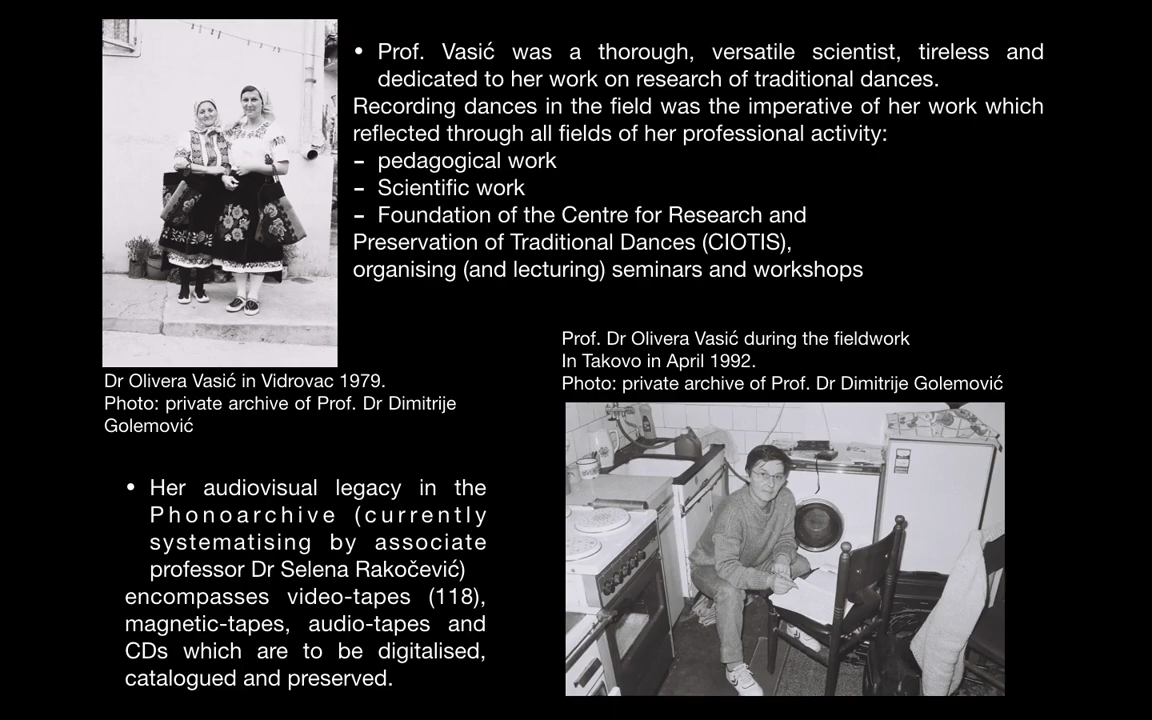 • Prof. Vasić was a thorough, versatile scientist, tireless and
dedicated to her work on research of traditional dances.
Recording dances in the field was the imperative of her work which
reflected through all fields of her professional activity:
– pedagogical work
– Scientific work
– Foundation of the Centre for Research and
Preservation of Traditional Dances (CIOTIS),
organising (and lecturing) seminars and workshops
Dr Olivera Vasić in Vidrovac 1979.
Photo: private archive of Prof. Dr Dimitrije
Golemović
Prof. Dr Olivera Vasić during the fieldwork
In Takovo in April 1992.
Photo: private archive of Prof. Dr Dimitrije Golemović
• Her audiovisual legacy in the
Phonoarchive (currently
systematising by associate
professor Dr Selena Rakočević)
encompasses video-tapes (118),
magnetic-tapes, audio-tapes and
CDs which are to be digitalised,
catalogued and preserved.